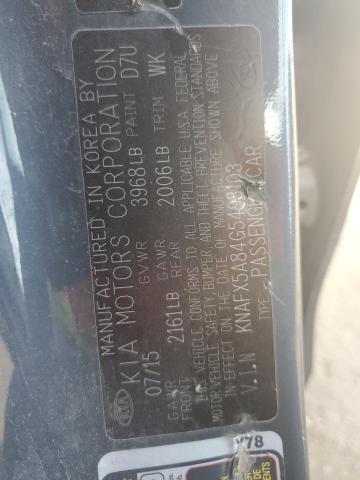 MANUFACTURED IN KOREA BY
KIA MOTORS CORPORATION
07/15 GVWR 3968LB PAINT D7U
GAWR FRONT 2161LB GAWR REAR 2006LB TRIM WK
THIS VEHICLE CONFORMS TO ALL APPLICABLE U.S.A. FEDERAL
MOTOR VEHICLE SAFETY, BUMPER AND THEFT PREVENTION STANDARDS
IN EFFECT ON THE DATE OF MANUFACTURE SHOWN ABOVE
V.I.N
TYPE: PASSENGER CAR
KIA
Y78